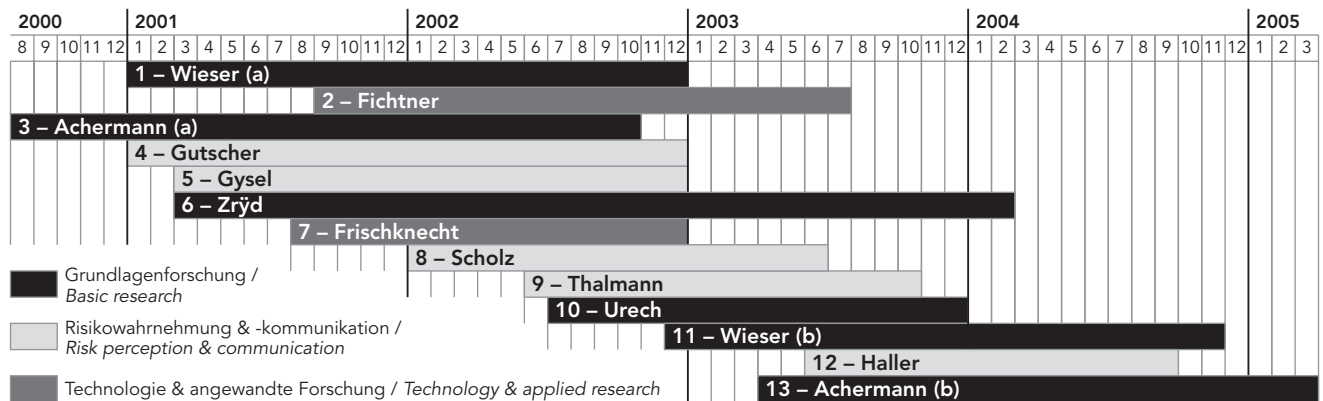 2000 2001 2002 2003 2004 2005
8 9 10 11 12 1 2 3 4 5 6 7 8 9 10 11 12 1 2 3 4 5 6 7 8 9 10 11 12 1 2 3 4 5 6 7 8 9 10 11 12 1 2 3 4 5 6 7 8 9 10 11 12 1 2 3
1 – Wieser (a)
2 – Fichtner
3 – Achermann (a)
4 – Gutscher
5 – Gysel
6 – Zrÿd
7 – Frischknecht
8 – Scholz
9 – Thalmann
10 – Urech
11 – Wieser (b)
12 – Haller
13 – Achermann (b)
Grundlagenforschung /
Basic research
Risikowahrnehmung & -kommunikation /
Risk perception & communication
Technologie & angewandte Forschung / Technology & applied research